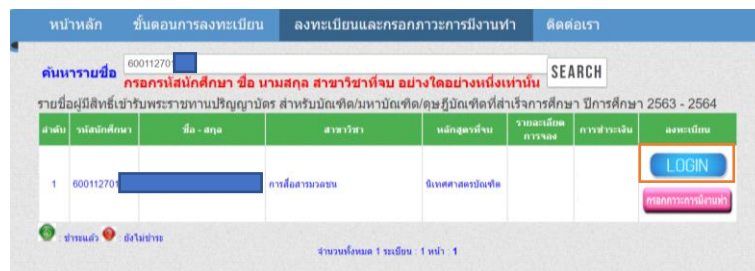 หน้าหลัก ขั้นตอนการลงทะเบียน ลงทะเบียนและกรอกภาวะการมีงานทำ ติดต่อเรา
ค้นหารายชื่อ 600112701 SEARCH
กรอกรหัสนักศึกษา ชื่อ นามสกุล สาขาวิชาที่จบ อย่างใดอย่างหนึ่งเท่านั้น
รายชื่อผู้มีสิทธิ์เข้ารับพระราชทานปริญญาบัตร สำหรับบัณฑิต/มหาบัณฑิต/ดุษฎีบัณฑิตที่สำเร็จการศึกษา ปีการศึกษา 2563 - 2564
ลำดับ รหัสนักศึกษา ชื่อ - สกุล สาขาวิชา หลักสูตรที่จบ รายละเอียดการจอง การชำระเงิน ลงทะเบียน
1 600112701 การสื่อสารมวลชน นิเทศศาสตรบัณฑิต LOGIN
กรอกภาวะการมีงานทำ
: ชำระแล้ว : ยังไม่ชำระ
จำนวนทั้งหมด 1 ระเบียน : 1 หน้า : 1